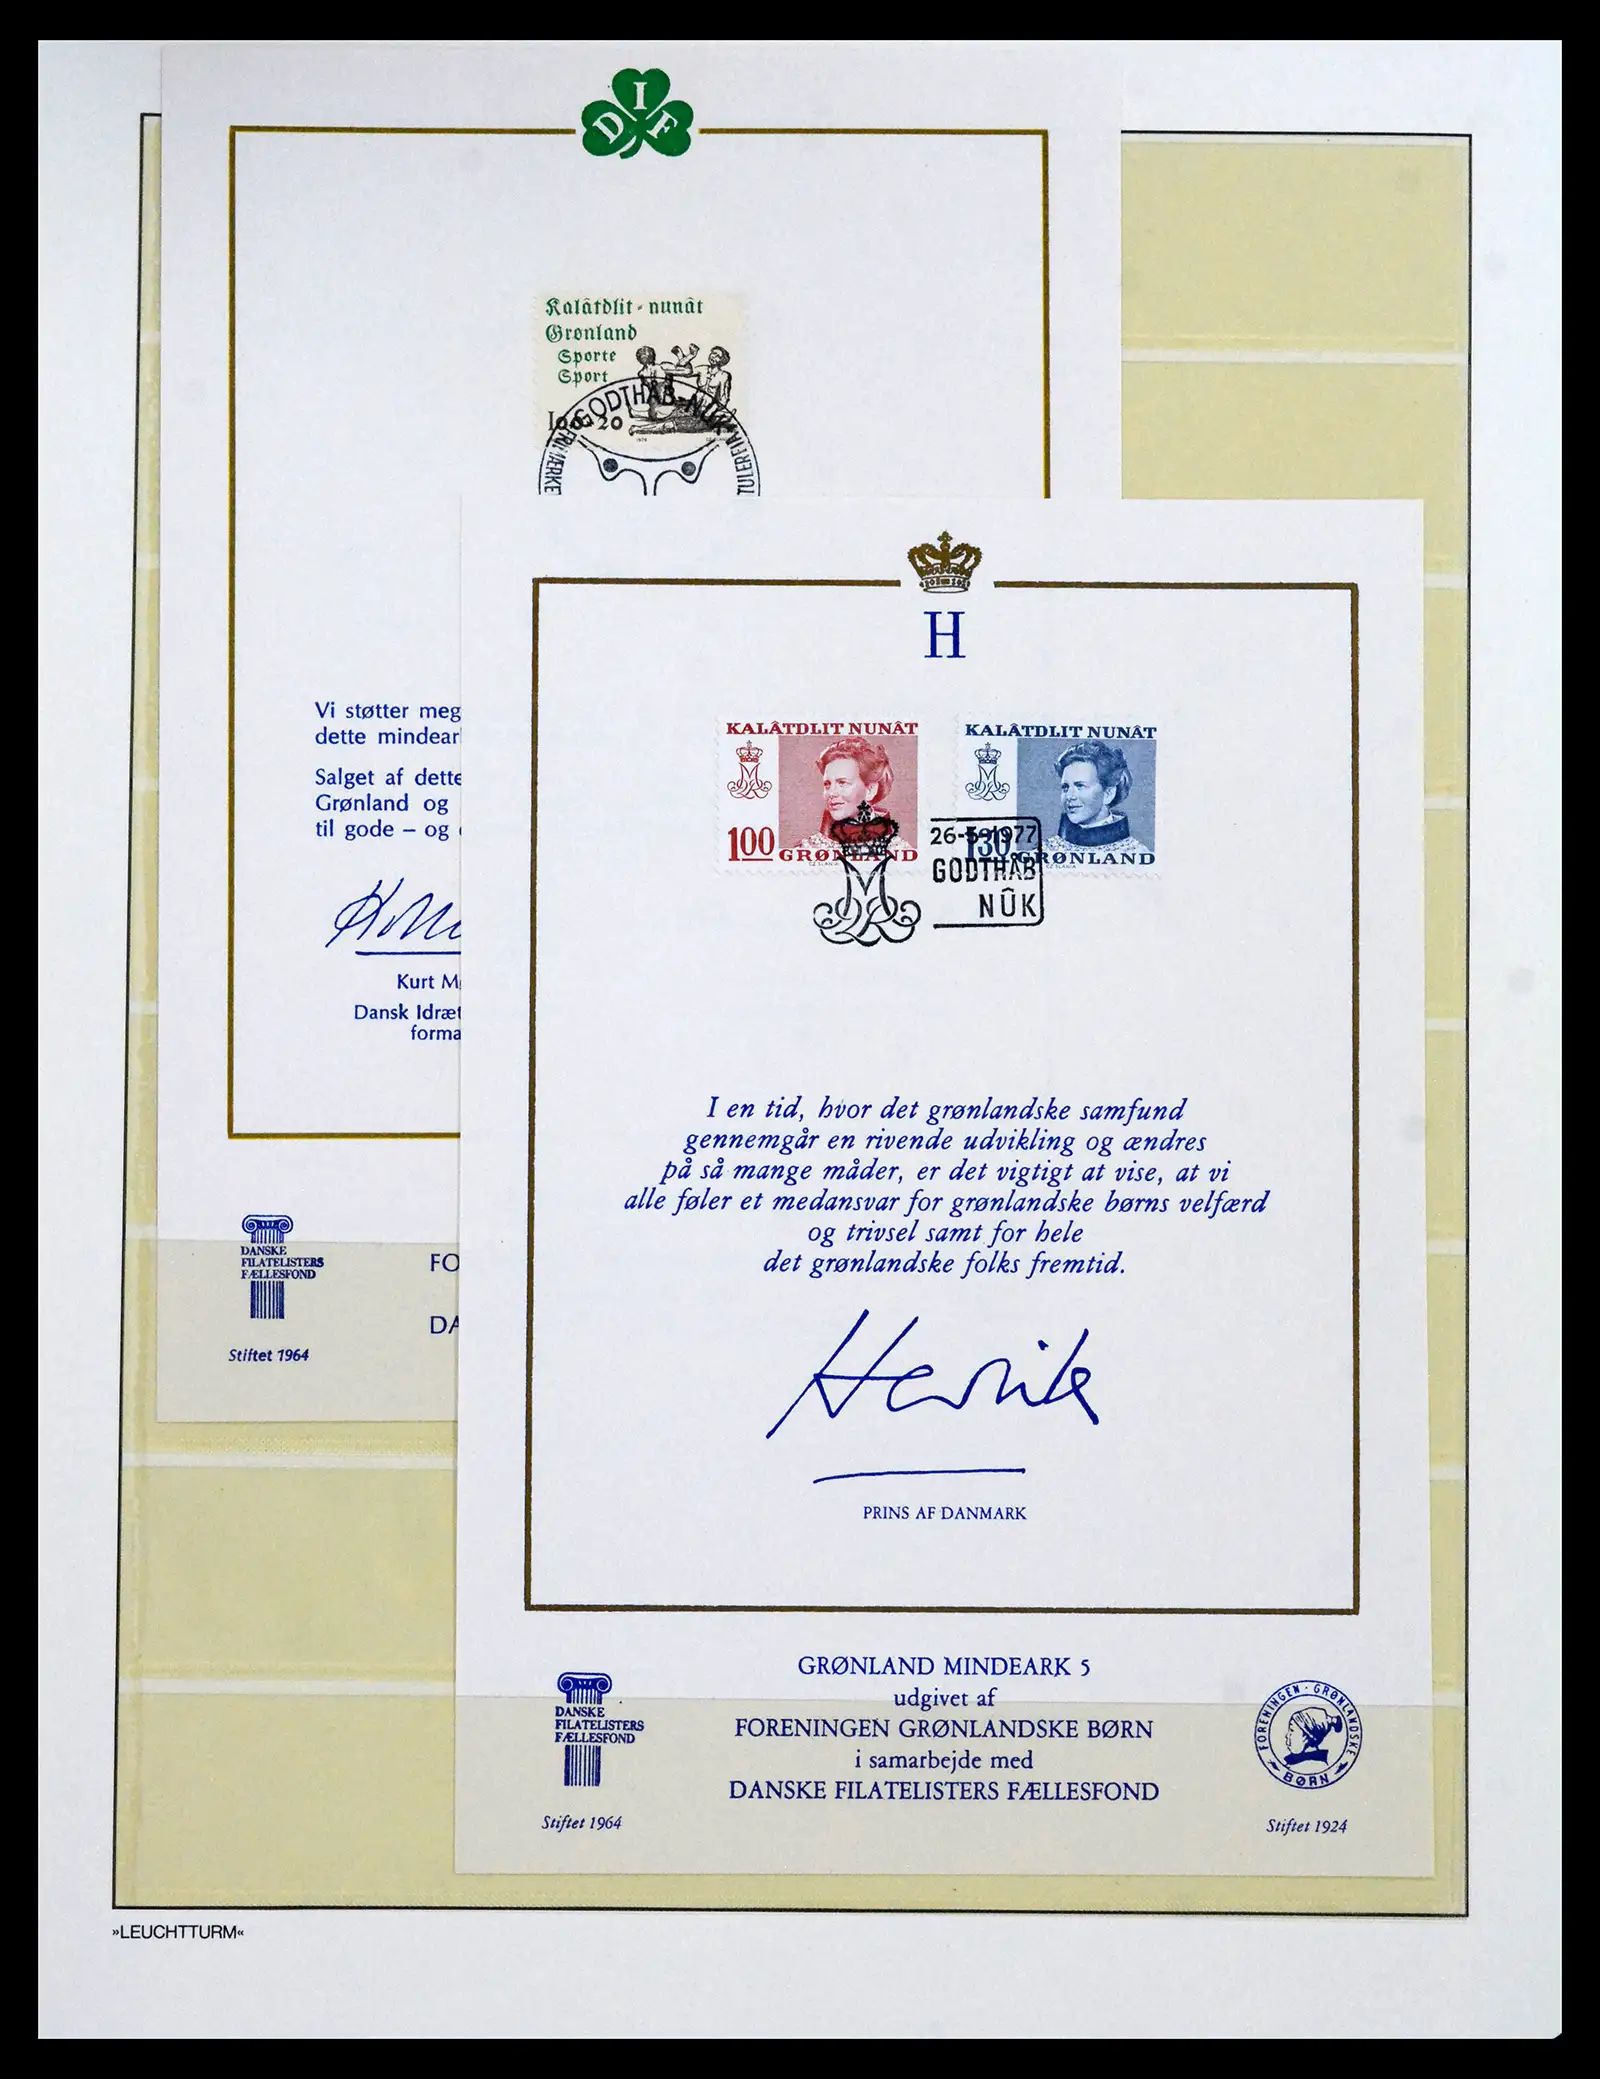 D I F
Kalâtdlit-nunât
Grønland
Sporte
Sport
100+20
GODTHÅB-NÛK
Vi støtter meg
dette mindear
Salget af dette
Grønland og
til gode – og
Kurt M
Dansk Idræt
forma
DANSKE
FILATELISTERS
FÆLLESFOND
Stiftet 1964
FO
DA
H
KALÂTDLIT NUNÂT
100 GRØNLAND
KALÂTDLIT NUNÂT
130 GRØNLAND
26-5-1977
GODTHÅB
NÛK
I en tid, hvor det grønlandske samfund
gennemgår en rivende udvikling og ændres
på så mange måder, er det vigtigt at vise, at vi
alle føler et medansvar for grønlandske børns velfærd
og trivsel samt for hele
det grønlandske folks fremtid.
Henrik
PRINS AF DANMARK
GRØNLAND MINDEARK 5
udgivet af
FORENINGEN GRØNLANDSKE BØRN
i samarbejde med
DANSKE FILATELISTERS FÆLLESFOND
DANSKE
FILATELISTERS
FÆLLESFOND
Stiftet 1964
FORENINGEN · GRØNLANDSKE
BØRN
Stiftet 1924
»LEUCHTTURM«